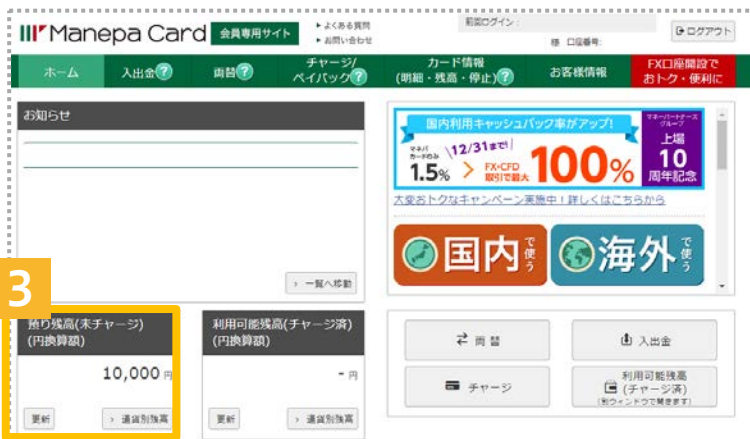 Manepa Card 会員専用サイト
よくある質問
お問い合わせ
前回ログイン:
様 口座番号:
ログアウト
ホーム
入出金?
両替?
チャージ/
ペイバック?
カード情報
(明細・残高・停止)?
お客様情報
FX口座開設で
おトク・便利に
お知らせ
› 一覧へ移動
国内利用キャッシュバック率がアップ!
マネパ
カードのみ
1.5%
12/31まで!
FX・CFD
取引で最大
100%
マネーパートナーズ
グループ
上場
10
周年記念
大変おトクなキャンペーン実施中!詳しくはこちらから
国内で使う
海外で使う
3
預り残高(未チャージ)
(円換算額)
10,000 円
更新
› 通貨別残高
利用可能残高(チャージ済)
(円換算額)
- 円
更新
› 通貨別残高
両替
入出金
チャージ
利用可能残高
(チャージ済)
(別ウィンドウで開きます)